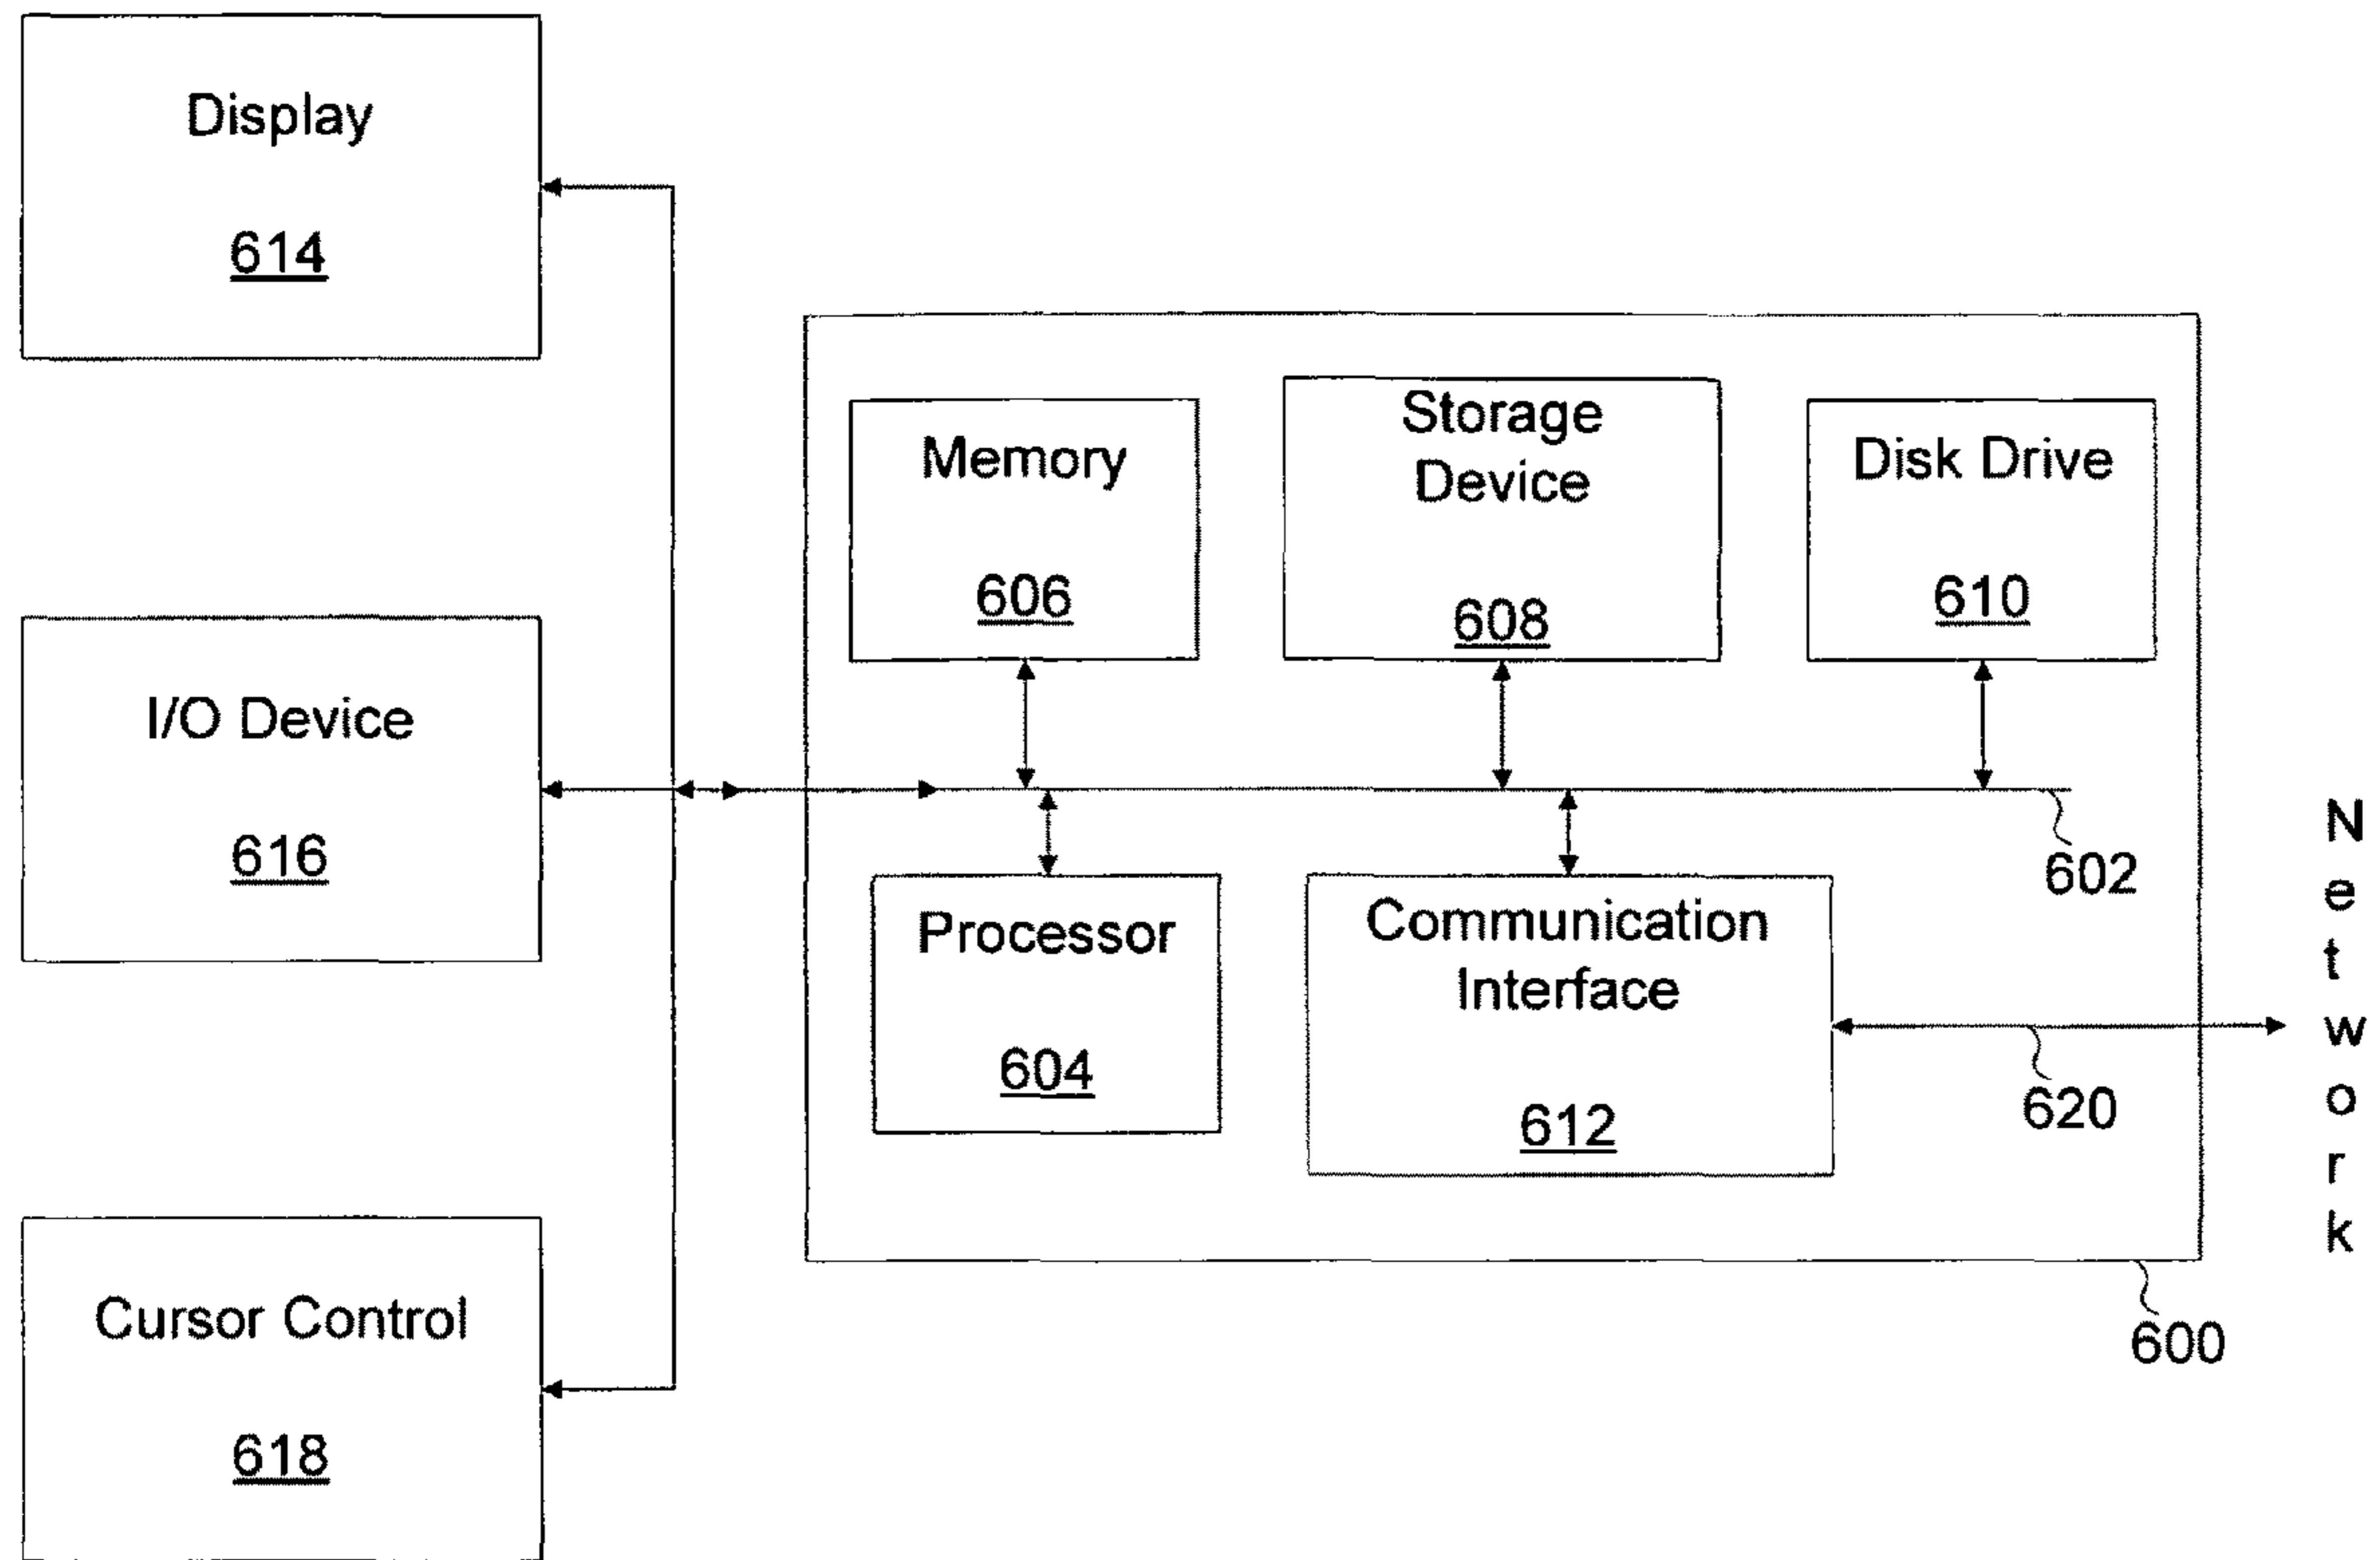 Display
614
I/O Device
616
Cursor Control
618
Memory
606
Storage
Device
608
Disk Drive
610
602
Processor
604
Communication
Interface
612
620
600
Network